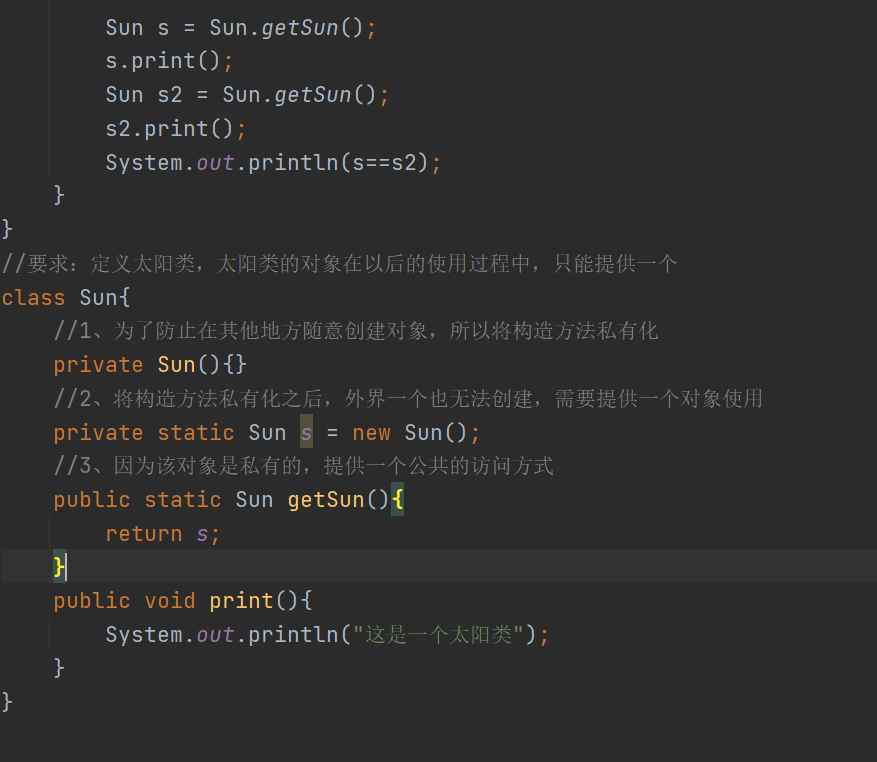 Sun s = Sun.getSun();
s.print();
Sun s2 = Sun.getSun();
s2.print();
System.out.println(s==s2);
}
}
//要求：定义太阳类，太阳类的对象在以后的使用过程中，只能提供一个
class Sun{
//1、为了防止在其他地方随意创建对象，所以将构造方法私有化
private Sun(){}
//2、将构造方法私有化之后，外界一个也无法创建，需要提供一个对象使用
private static Sun s = new Sun();
//3、因为该对象是私有的，提供一个公共的访问方式
public static Sun getSun(){
return s;
}
public void print(){
System.out.println("这是一个太阳类");
}
}